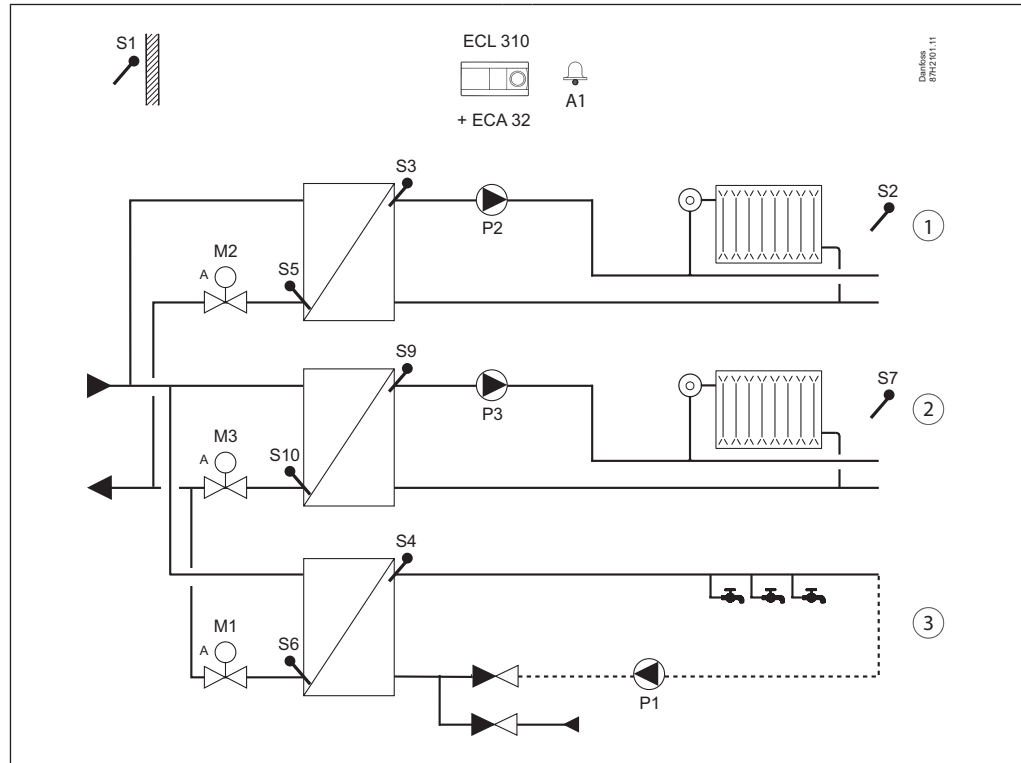 S1
ECL 310
A1
+ ECA 32
Danfoss
87H2101.11
S3
P2
S2
1
M2
A
S5
S9
P3
S7
2
M3
A
S10
S4
3
M1
A
S6
P1